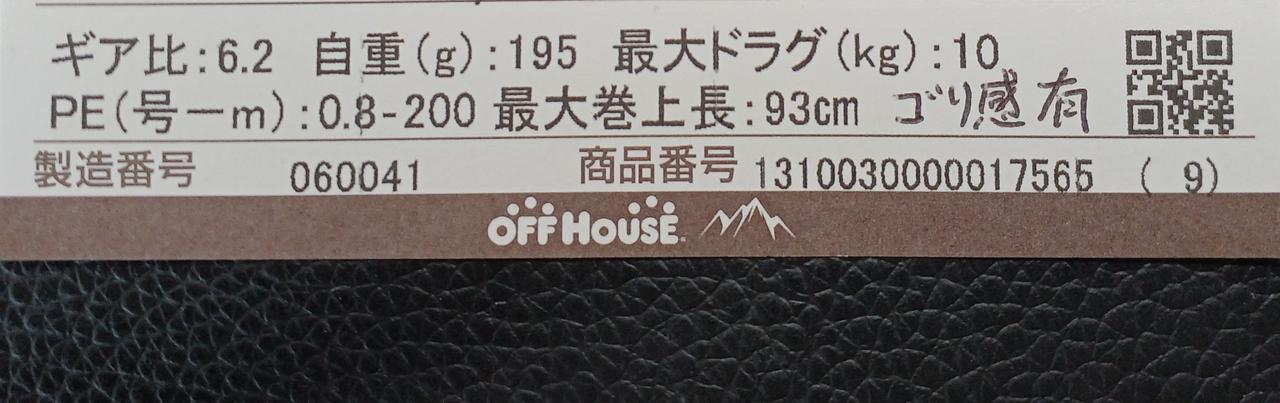 ギア比:6.2 自重(g):195 最大ドラグ(kg):10
PE(号ーm):0.8-200 最大巻上長:93cm ゴリ感有
製造番号 060041 商品番号 1310030000017565 ( 9)
OFF HOUSE